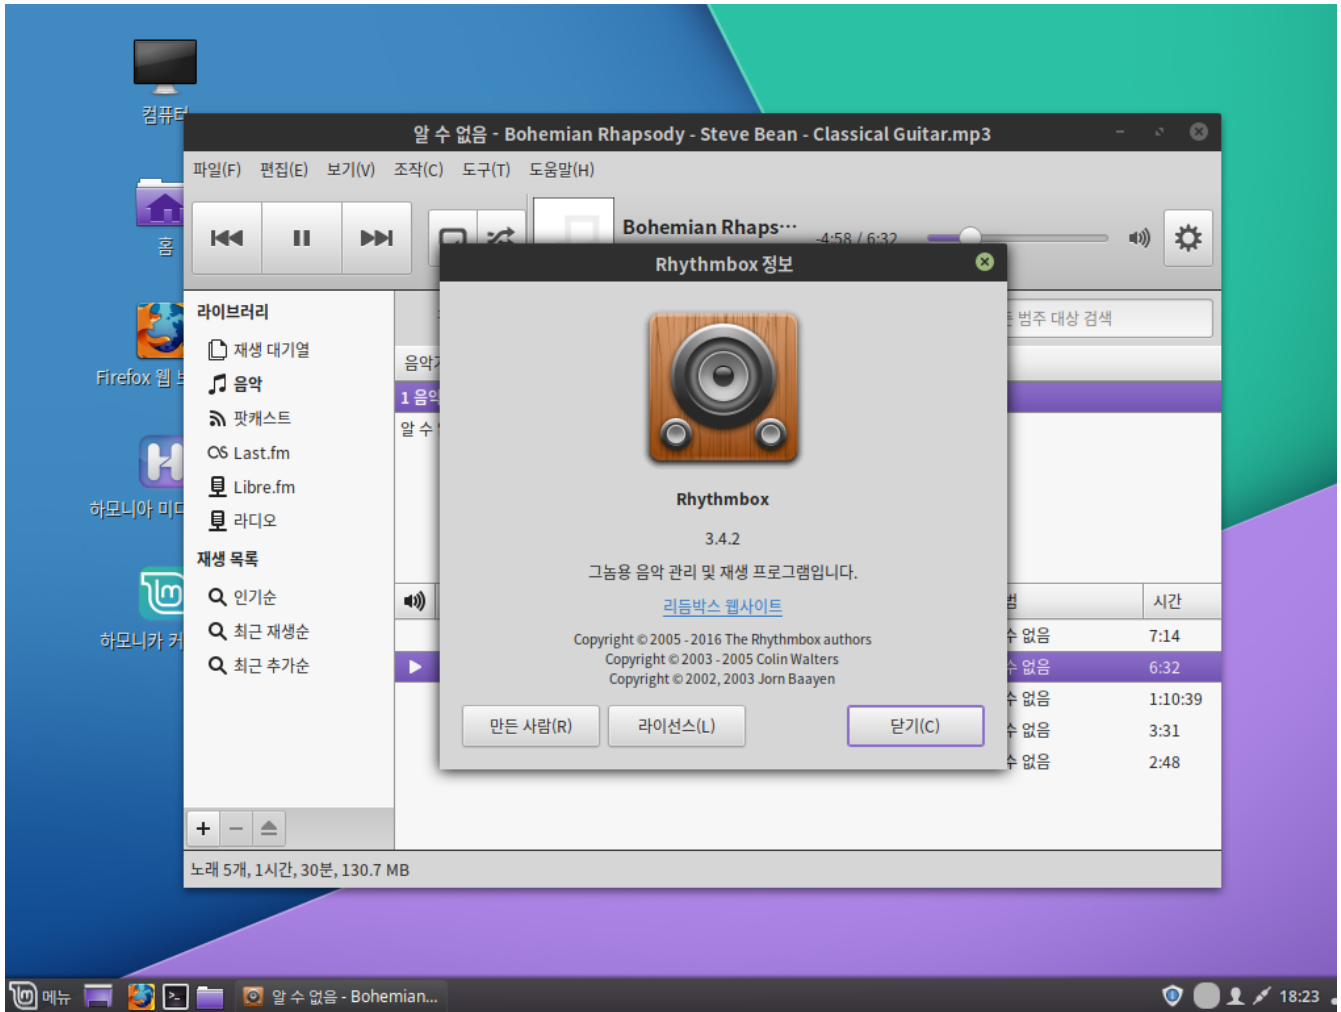 컴퓨터
홈
Firefox 웹
하모니아 미디
하모니카 커
알 수 없음 - Bohemian Rhapsody - Steve Bean - Classical Guitar.mp3
파일(F) 편집(E) 보기(V) 조작(C) 도구(T) 도움말(H)
Bohemian Rhaps…
-4:58 / 6:32
라이브러리
재생 대기열
음악
팟캐스트
Last.fm
Libre.fm
라디오
재생 목록
인기순
최근 재생순
최근 추가순
범주 대상 검색
1 음악
알 수
시간
수 없음 7:14
수 없음 6:32
수 없음 1:10:39
수 없음 3:31
수 없음 2:48
노래 5개, 1시간, 30분, 130.7 MB
Rhythmbox 정보
Rhythmbox
3.4.2
그놈용 음악 관리 및 재생 프로그램입니다.
리듬박스 웹사이트
Copyright © 2005 - 2016 The Rhythmbox authors
Copyright © 2003 - 2005 Colin Walters
Copyright © 2002, 2003 Jorn Baayen
만든 사람(R) 라이선스(L) 닫기(C)
메뉴
알 수 없음 - Bohemian...
18:23